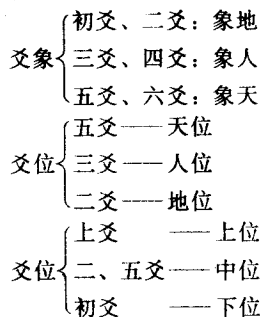 初爻、二爻：象地
爻象 三爻、四爻：象人
五爻、六爻：象天
五爻——天位
爻位 三爻——人位
二爻——地位
上爻 ——上位
爻位 二、五爻——中位
初爻 ——下位